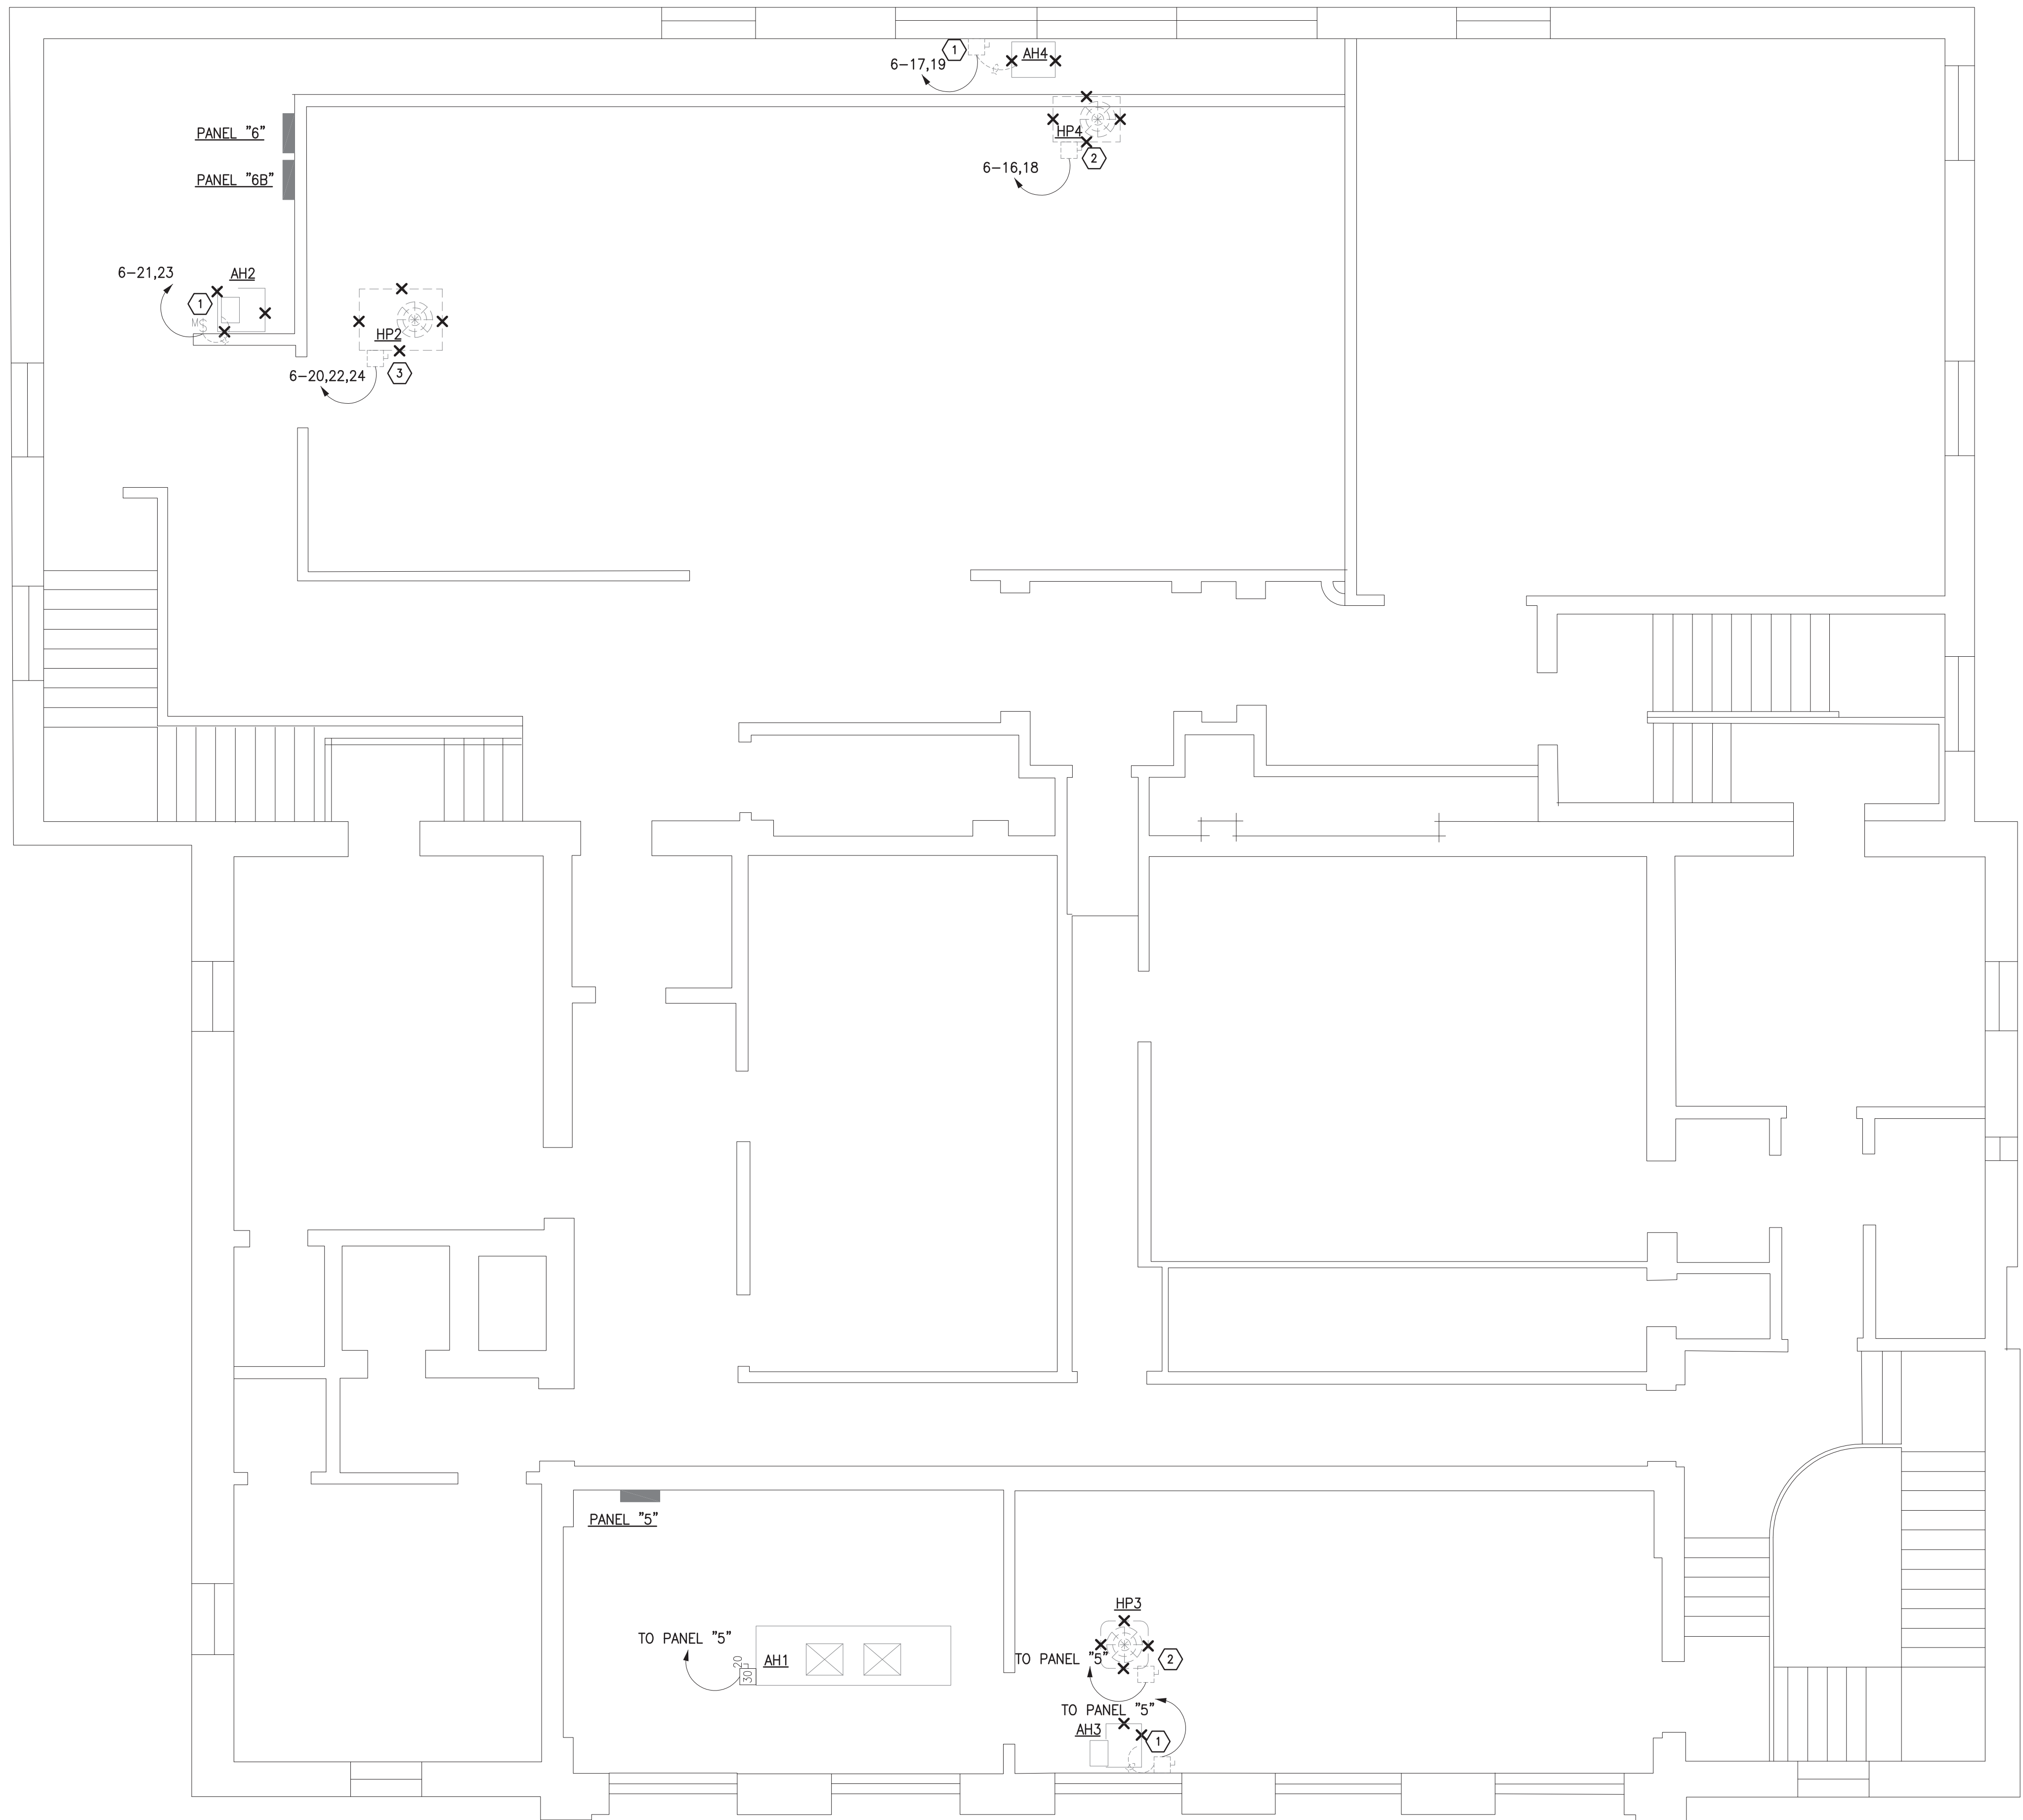 1
AH4
6-17,19
PANEL "6"
HP4
2
6-16,18
PANEL "6B"
6-21,23
AH2
1
M$
HP2
6-20,22,24
3
PANEL "5"
HP3
TO PANEL "5"
20
30
AH1
TO PANEL "5"
2
TO PANEL "5"
AH3
1